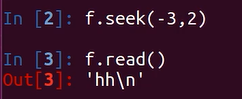 In [2]: f.seek(-3,2)
In [3]: f.read()
Out[3]: 'hh\n'